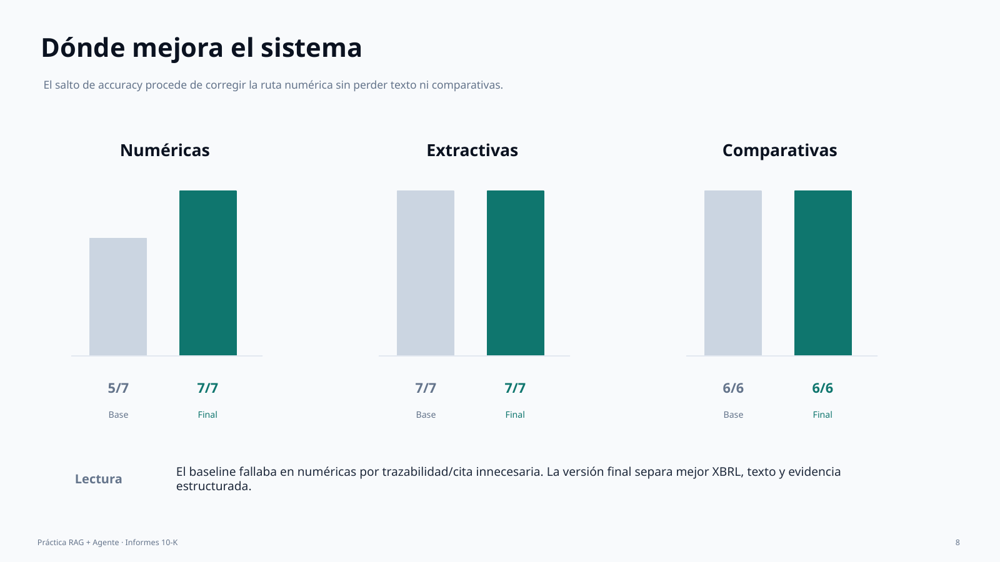 Dónde mejora el sistema
El salto de accuracy procede de corregir la ruta numérica sin perder texto ni comparativas.
Numéricas
Extractivas
Comparativas
5/7
7/7
7/7
7/7
6/6
6/6
Base
Final
Base
Final
Base
Final
Lectura
El baseline fallaba en numéricas por trazabilidad/cita innecesaria. La versión final separa mejor XBRL, texto y evidencia
estructurada.
Práctica RAG + Agente · Informes 10-K
8